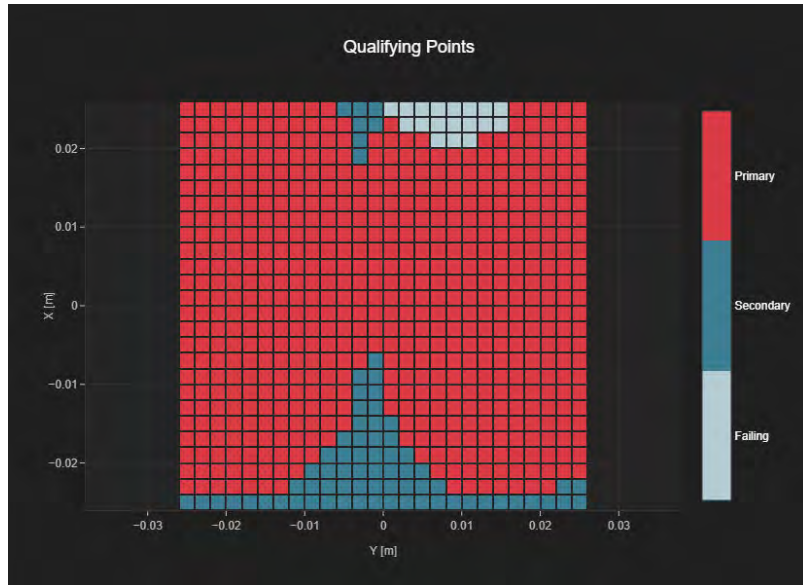 Qualifying Points
0.02
0.01
0
−0.01
−0.02
X [m]
−0.03
−0.02
−0.01
0
0.01
0.02
0.03
Y [m]
Primary
Secondary
Failing